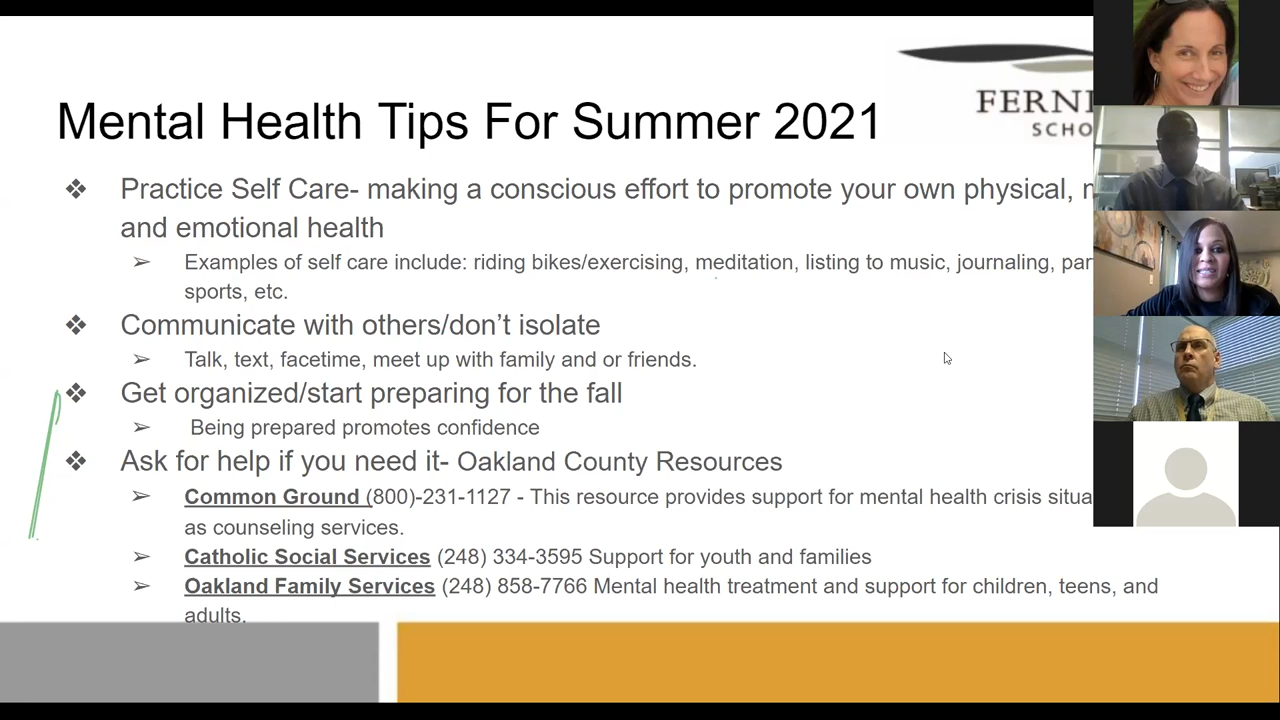 Mental Health Tips For Summer 2021
FERN
SCHO
❖ Practice Self Care- making a conscious effort to promote your own physical,
and emotional health
➢ Examples of self care include: riding bikes/exercising, meditation, listing to music, journaling,
sports, etc.
❖ Communicate with others/don’t isolate
➢ Talk, text, facetime, meet up with family and or friends.
❖ Get organized/start preparing for the fall
➢ Being prepared promotes confidence
❖ Ask for help if you need it- Oakland County Resources
➢ Common Ground (800)-231-1127 - This resource provides support for mental health crisis
as counseling services.
➢ Catholic Social Services (248) 334-3595 Support for youth and families
➢ Oakland Family Services (248) 858-7766 Mental health treatment and support for children, teens, and
adults.